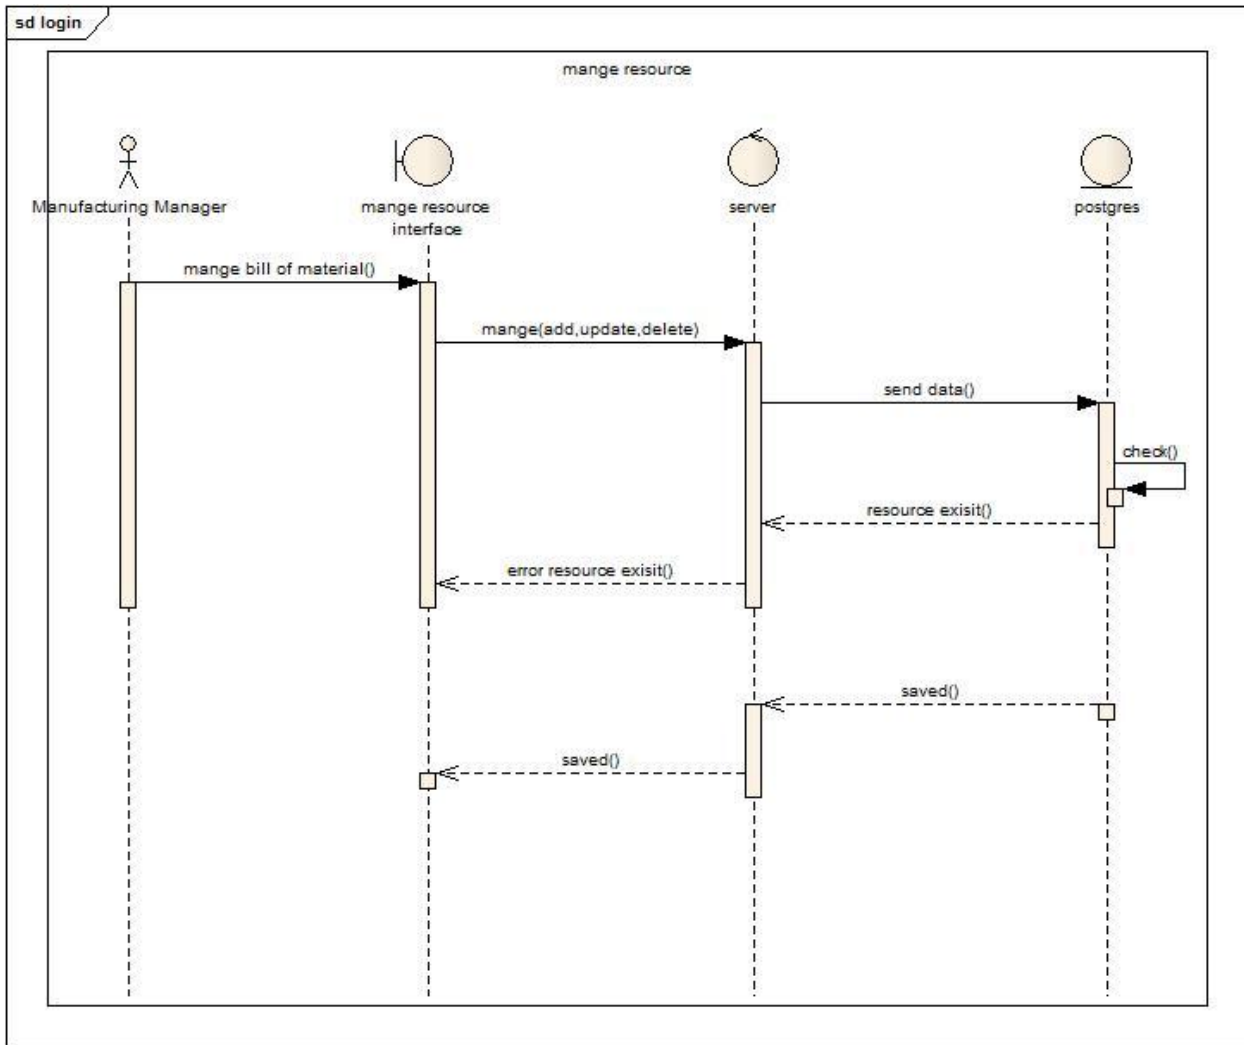 sd login
mange resource
Manufacturing Manager
mange resource
interface
server
postgres
mange bill of material()
mange(add,update,delete)
send data()
check()
resource exisit()
error resource exisit()
saved()
saved()